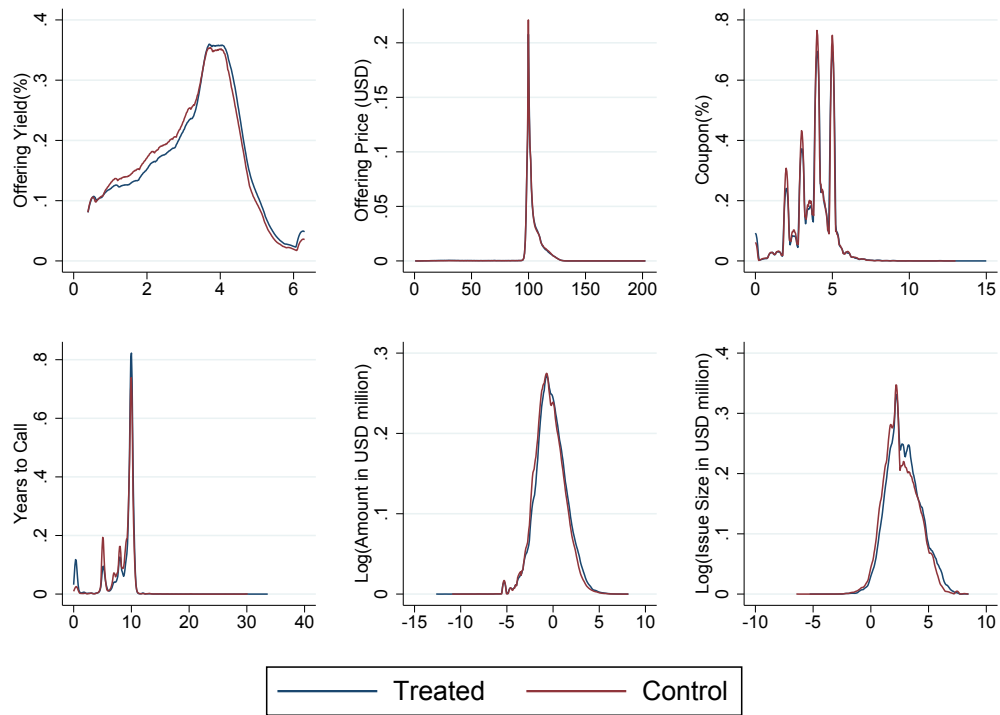 Offering Yield(%)
0 .1 .2 .3 .4
0 2 4 6
Offering Price (USD)
0 .05 .1 .15 .2
0 50 100 150 200
Coupon(%)
0 .2 .4 .6 .8
0 5 10 15
Years to Call
0 .2 .4 .6 .8
0 10 20 30 40
Log(Amount in USD million)
0 .1 .2 .3
-15 -10 -5 0 5 10
Log(Issue Size in USD million)
0 .1 .2 .3 .4
-10 -5 0 5 10
Treated Control